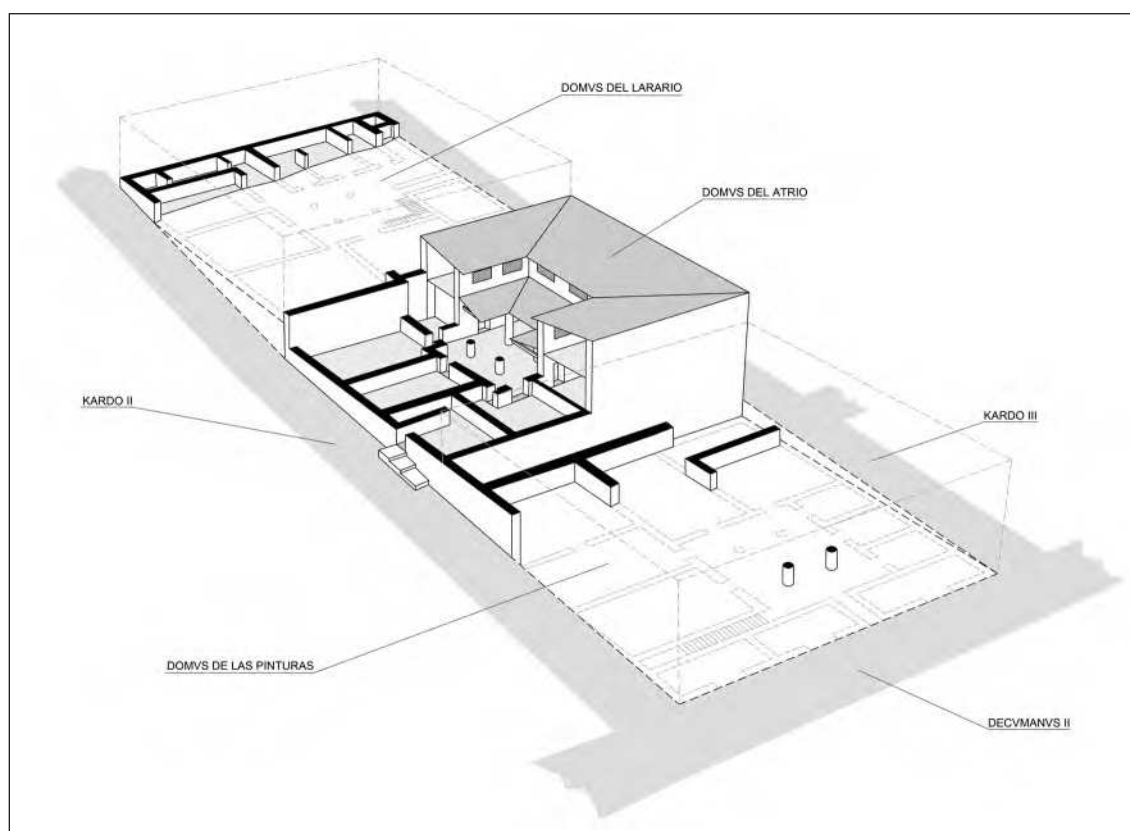 DOMVS DEL LARARIO
DOMVS DEL ATRIO
KARDO II
KARDO III
DOMVS DE LAS PINTURAS
DECVMANVS II